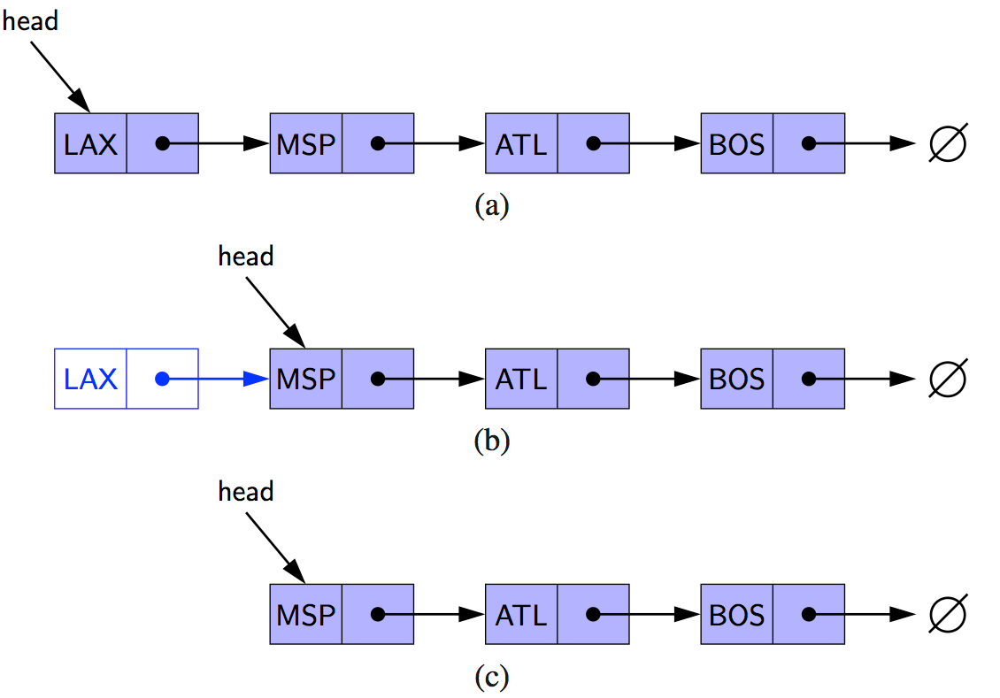 head
LAX MSP ATL BOS ∅
(a)
head
LAX MSP ATL BOS ∅
(b)
head
MSP ATL BOS ∅
(c)